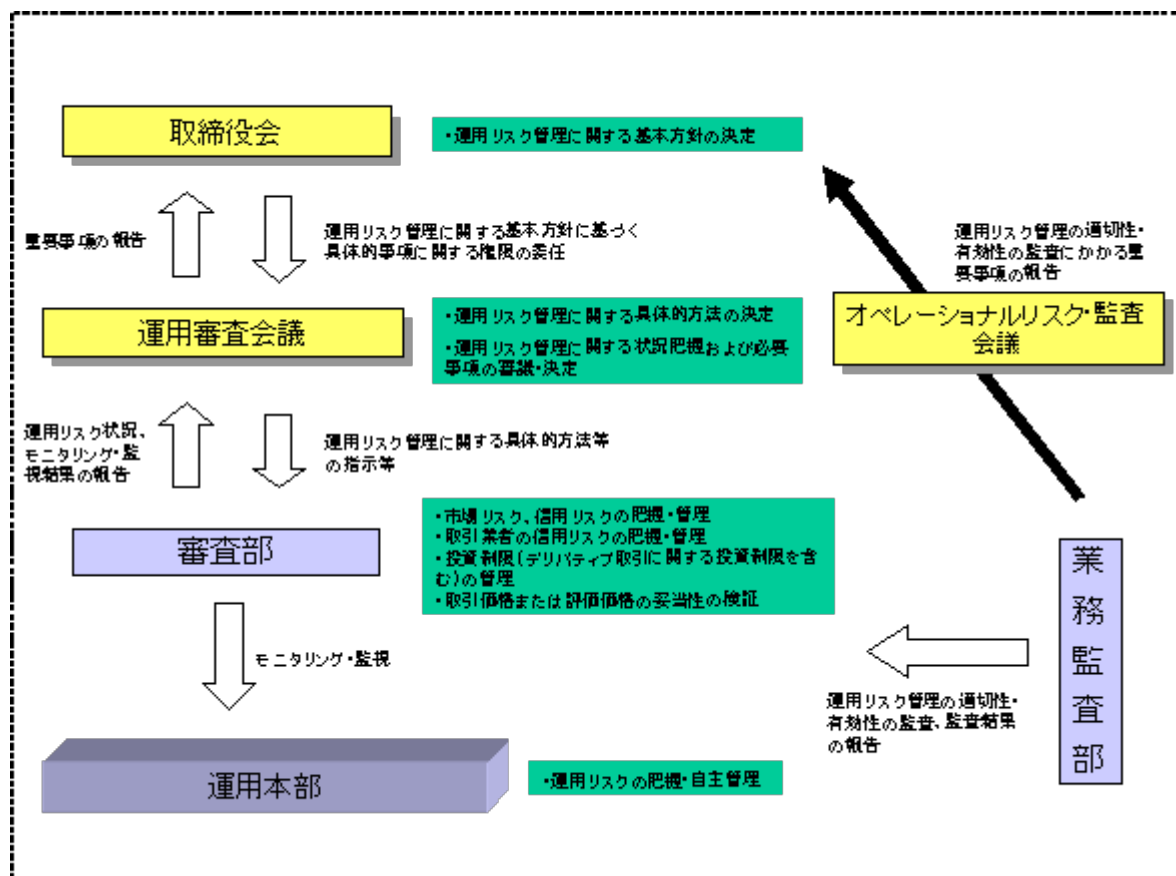 取締役会
・運用リスク管理に関する基本方針の決定
重要事項の報告
運用リスク管理に関する基本方針に基づく
具体的事項に関する権限の委任
運用リスク管理の適切性・
有効性の監査にかかる重
要事項の報告
運用審査会議
・運用リスク管理に関する具体的方法の決定
・運用リスク管理に関する状況把握および必要
事項の審議・決定
オペレーショナルリスク・監査
会議
運用リスク状況、
モニタリング・監
視結果の報告
運用リスク管理に関する具体的方法等
の指示等
審査部
・市場リスク、信用リスクの把握・管理
・取引業者の信用リスクの把握・管理
・投資制限(デリバティブ取引に関する投資制限を含
む)の管理
・取引価格または評価価格の妥当性の検証
業務監査部
モニタリング・監視
運用リスク管理の適切性・
有効性の監査、監査結果
の報告
運用本部
・運用リスクの把握・自主管理